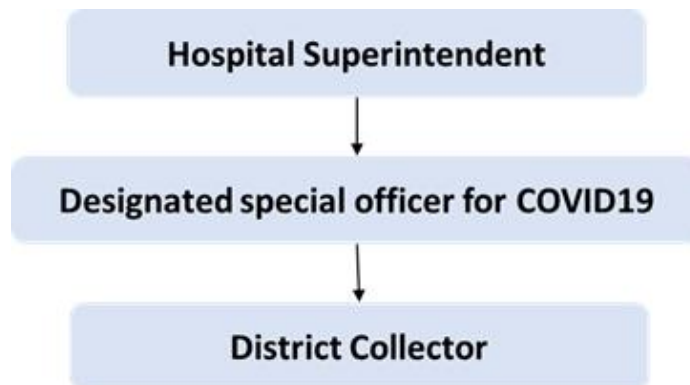 Hospital Superintendent
Designated special officer for COVID19
District Collector